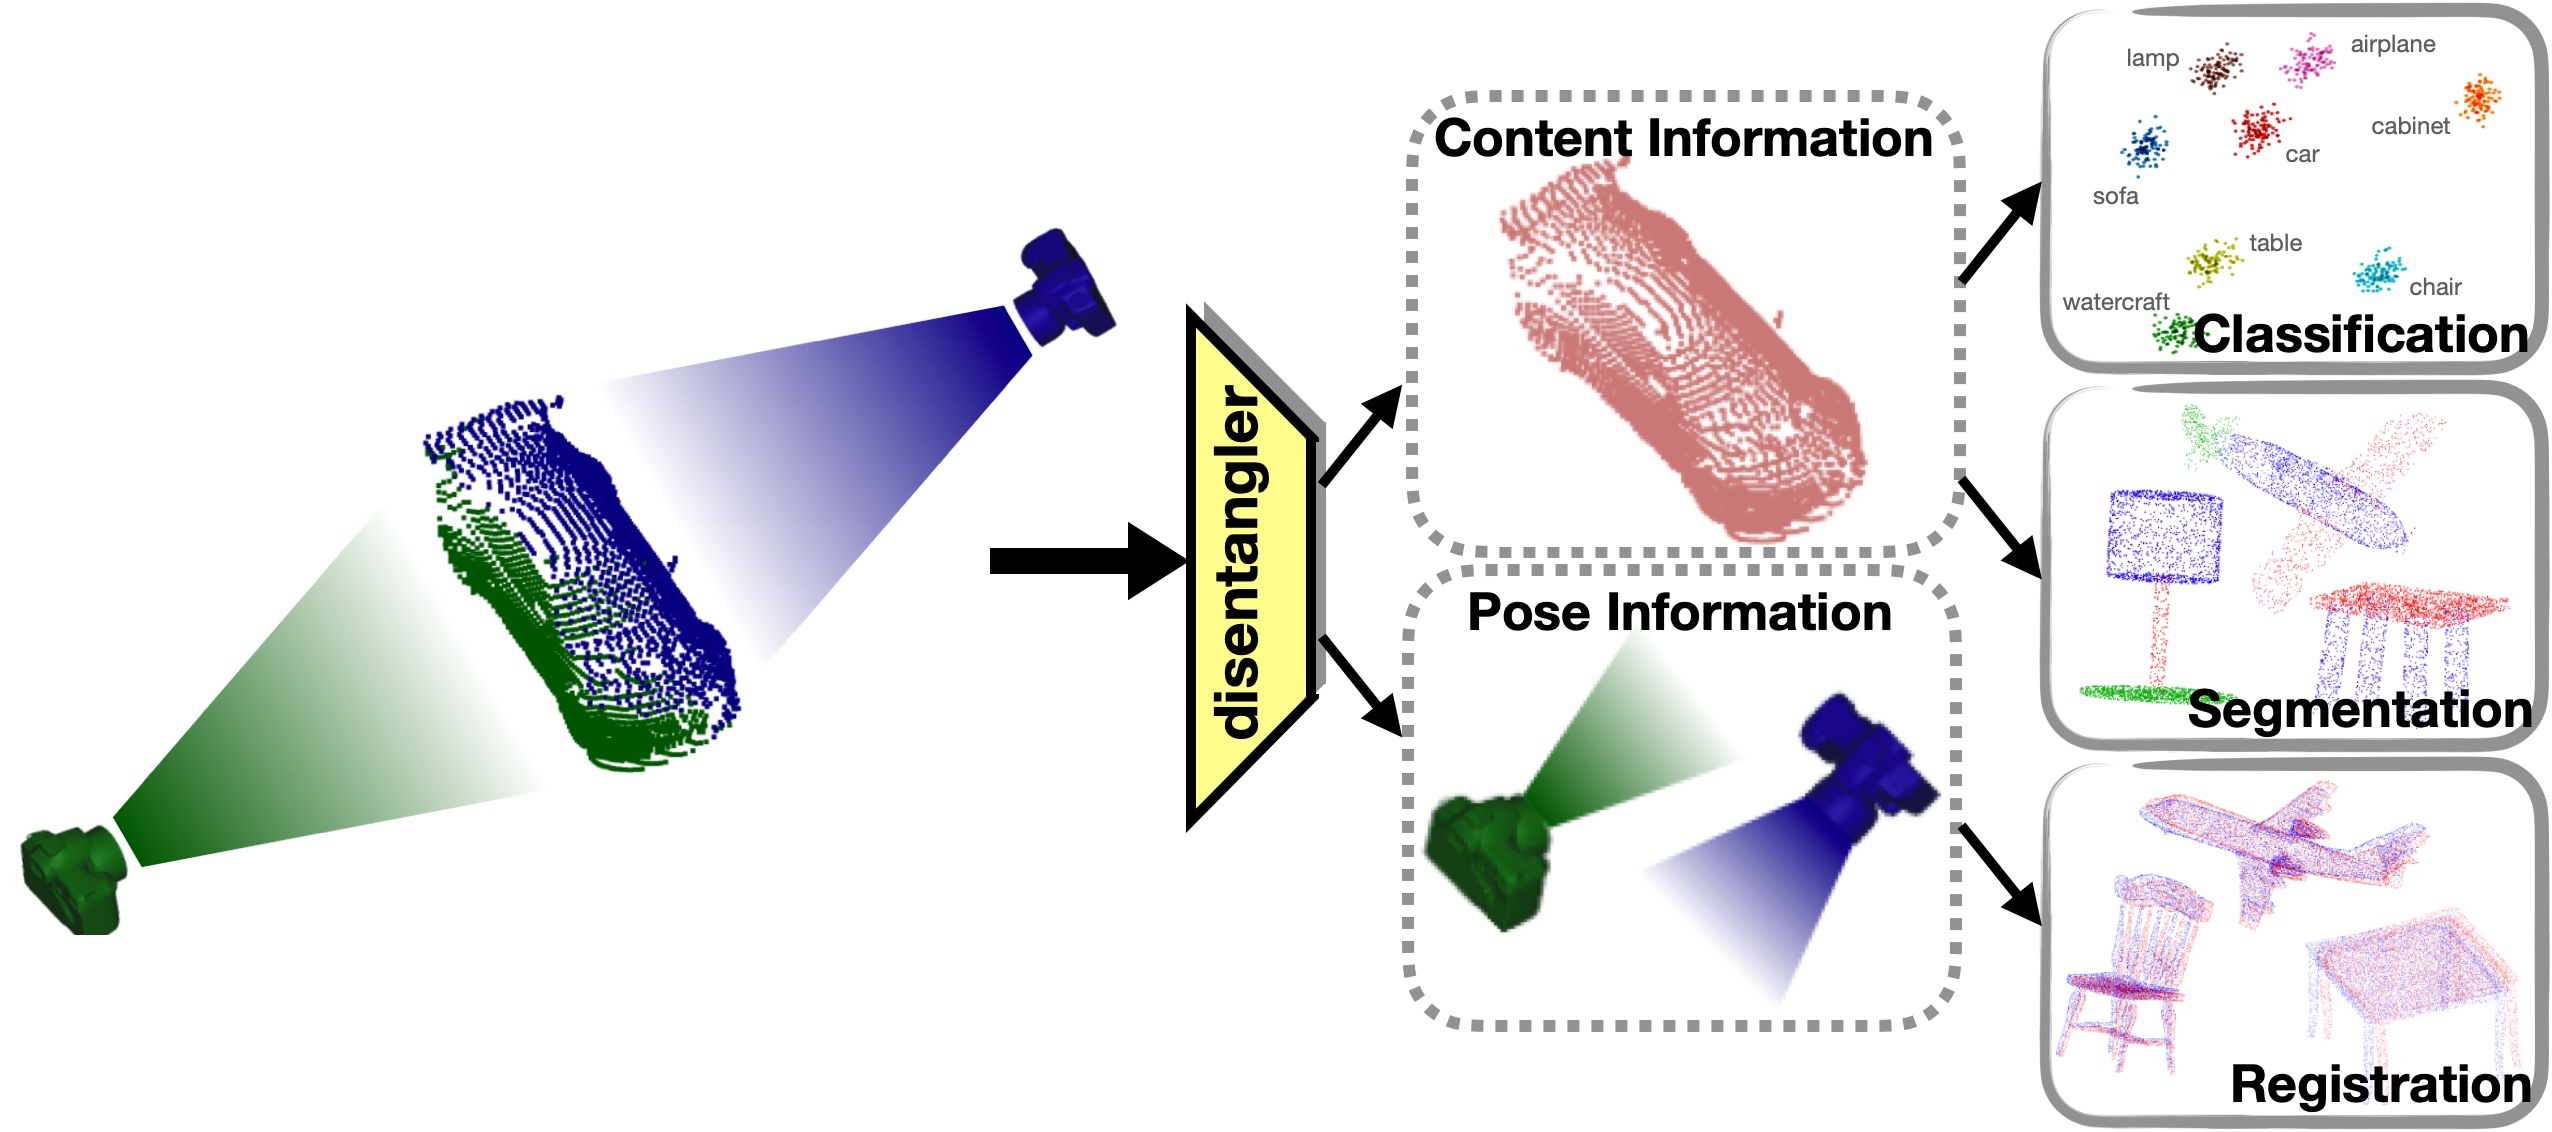 disentangler
Content Information
Pose Information
lamp
airplane
cabinet
car
sofa
table
chair
watercraft
Classification
Segmentation
Registration